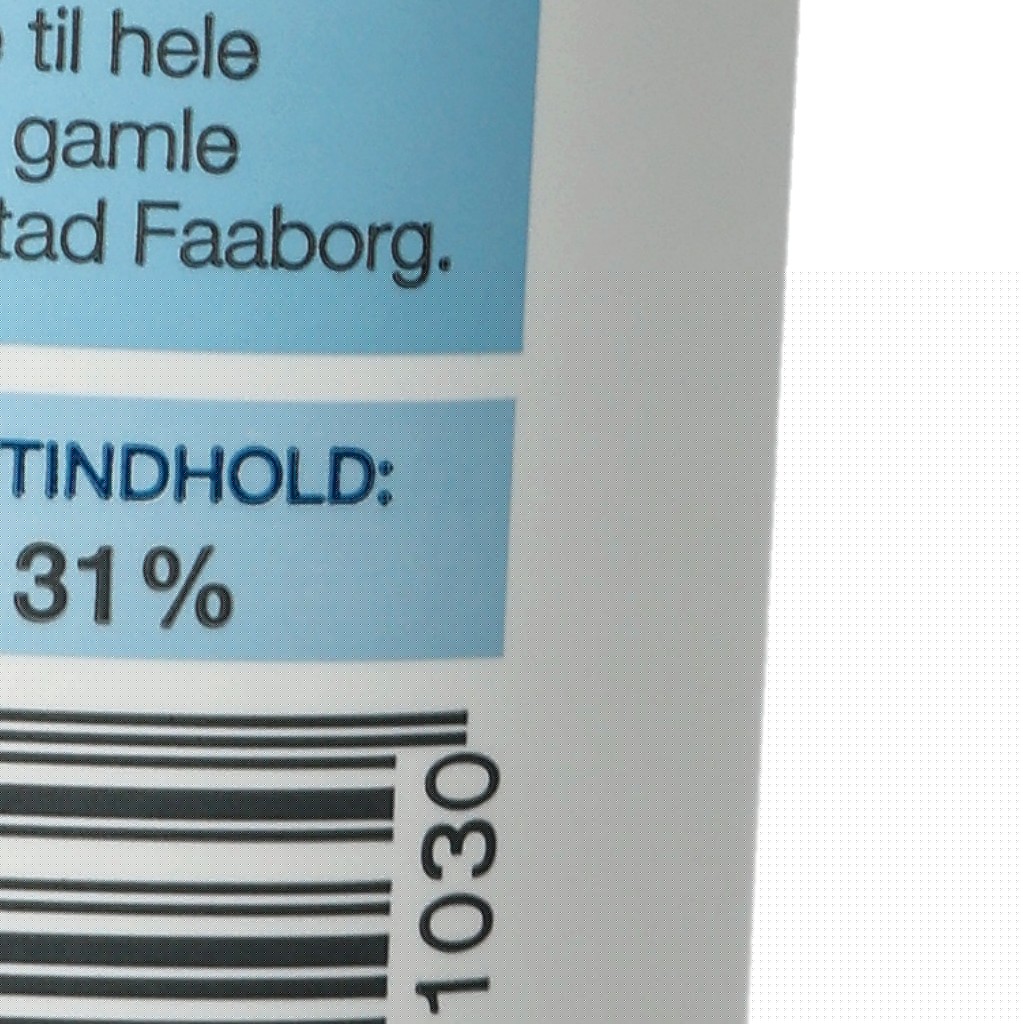 til hele
gamle
tad Faaborg.
TINDHOLD:
31 %
1030